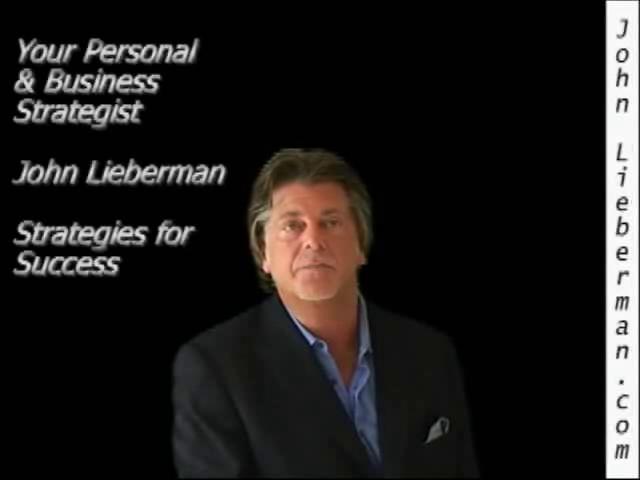 Your Personal
& Business
Strategist
John Lieberman
Strategies for
Success
John Lieberman.com